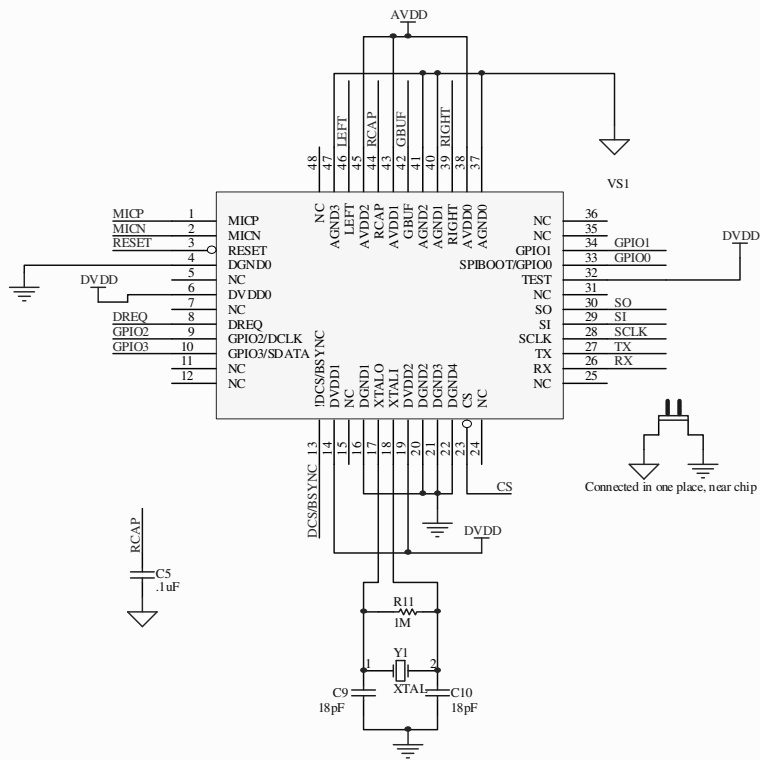 AVDD
LEFT
RCAP
GBUF
RIGHT
48
47
46
45
44
43
42
41
40
39
38
37
VS1
NC
AGND3
LEFT
AVDD2
RCAP
AVDD1
GBUF
AGND2
AGND1
RIGHT
AVDD0
AGND0
MICP 1 MICP
MICN 2 MICN
RESET 3 RESET
4 DGND0
5 NC
DVDD 6 DVDD0
7 NC
DREQ 8 DREQ
GPIO2 9 GPIO2/DCLK
GPIO3 10 GPIO3/SDATA
11 NC
12 NC
NC 36
NC 35
GPIO1 34 GPIO1
SPIBOOT/GPIO0 33 GPIO0
TEST 32
DVDD
NC 31
SO 30 SO
SI 29 SI
SCLK 28 SCLK
TX 27 TX
RX 26 RX
NC 25
!DCS/BSYNC
DVDD1
NC
DGND1
XTALO
XTALI
DVDD2
DGND2
DGND3
DGND4
CS
NC
13
14
15
16
17
18
19
20
21
22
23
24
DCS/BSYNC
CS
DVDD
Connected in one place, near chip
RCAP
C5
.1uF
R11
1M
Y1
1
2
XTAL
C9
18pF
C10
18pF